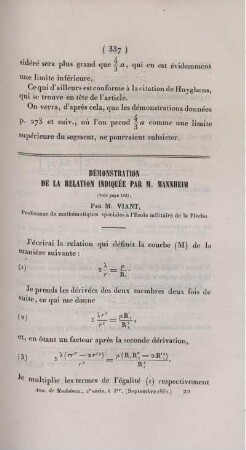 ( 337 )
sidéré sera plus grand que 4/3 a, qui en est évidemment
une limite inférieure.
Ce qui d'ailleurs est conforme à la citation de Huyghens,
qui se trouve en tête de l'article.
On verra, d'après cela, que les démonstrations données
p. 273 et suiv., où l'on prend 4/3 a comme une limite
supérieure du segment, ne pourraient subsister.
DÉMONSTRATION
DE LA RELATION INDIQUÉE PAR M. MANNHEIM
(voir page
PAR M. VIANT,
Professeur de mathématiques spéciales à l'École militaire de la Flèche.
J'écrirai la relation qui définit la courbe (M) de la
manière suivante :
(1) 2 λ/r = μ/R.
Je prends les dérivées des deux membres deux fois de
suite, ce qui me donne
(2)
et, en ôtant un facteur après la seconde dérivation,
(3)
Je multiplie les termes de l'égalité (2) respectivement
Ann. de Mathémat., 2e série, t. (Septembre 22